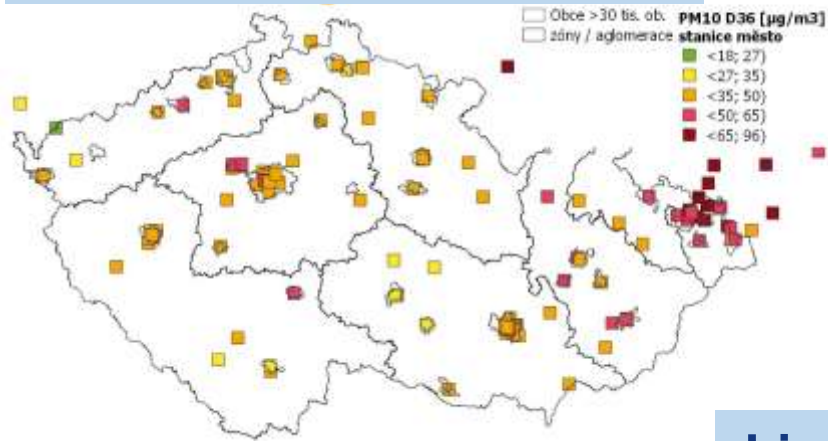 Obce >30 tis. ob.
zóny / aglomerace
PM10 D36 [µg/m3]
stanice město
<18; 27)
<27; 35)
<35; 50)
<50; 65)
<65; 96)